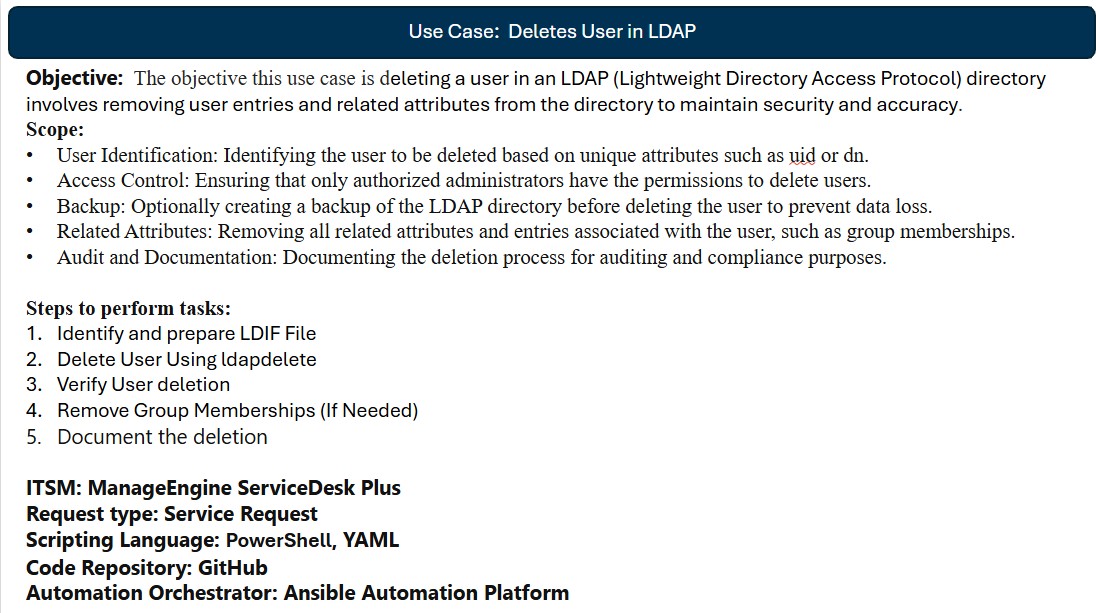 Use Case:  Deletes User in LDAP
Objective:  The objective this use case is deleting a user in an LDAP (Lightweight Directory Access Protocol) directory
involves removing user entries and related attributes from the directory to maintain security and accuracy.
Scope:
•    User Identification: Identifying the user to be deleted based on unique attributes such as uid or dn.
•    Access Control: Ensuring that only authorized administrators have the permissions to delete users.
•    Backup: Optionally creating a backup of the LDAP directory before deleting the user to prevent data loss.
•    Related Attributes: Removing all related attributes and entries associated with the user, such as group memberships.
•    Audit and Documentation: Documenting the deletion process for auditing and compliance purposes.
Steps to perform tasks:
1.   Identify and prepare LDIF File
2.   Delete User Using ldapdelete
3.   Verify User deletion
4.   Remove Group Memberships (If Needed)
5.   Document the deletion
ITSM: ManageEngine ServiceDesk Plus
Request type: Service Request
Scripting Language: PowerShell, YAML
Code Repository: GitHub
Automation Orchestrator: Ansible Automation Platform